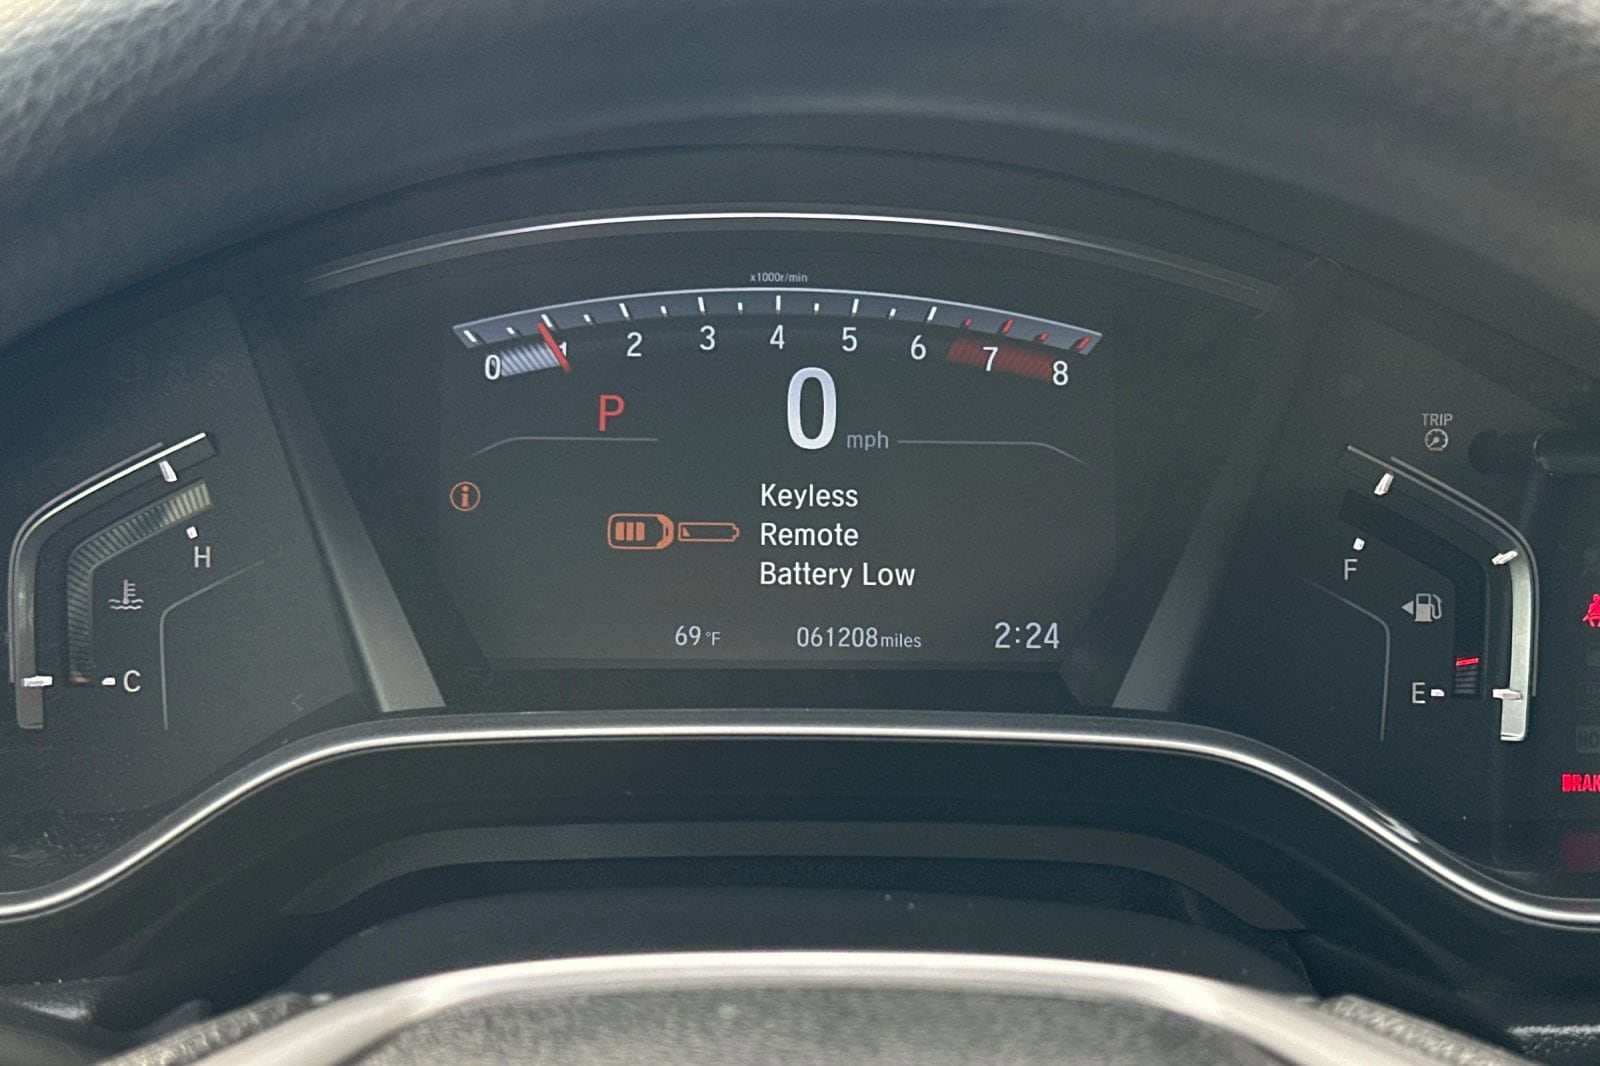 x1000r/min
0 1 2 3 4 5 6 7 8
P
0 mph
TRIP
Keyless
Remote
Battery Low
H
F
C
E
69°F 061208miles 2:24